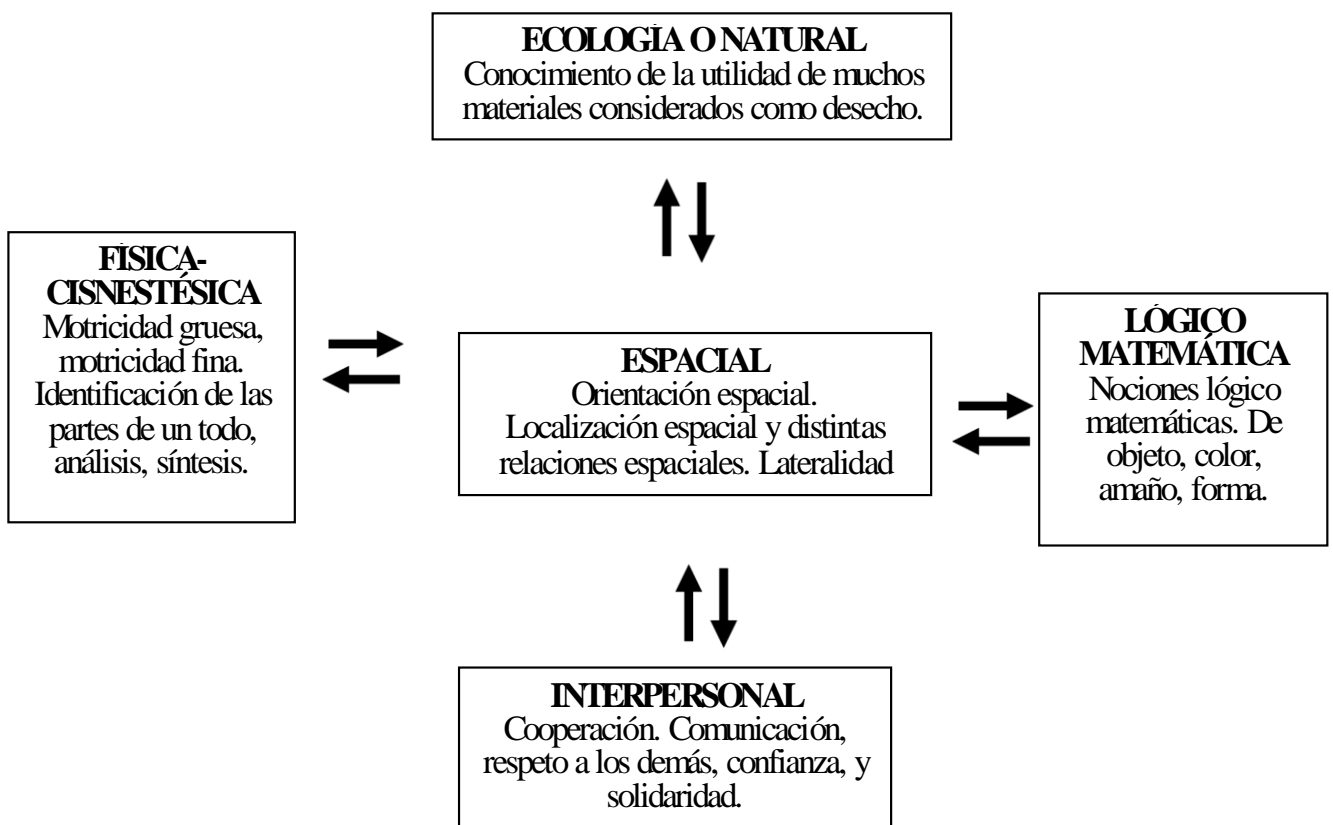 ECOLOGÍA O NATURAL
Conocimiento de la utilidad de muchos
materiales considerados como desecho.
FÍSICA-
CISNESTÉSICA
Motricidad gruesa,
motricidad fina.
Identificación de las
partes de un todo,
análisis, síntesis.
ESPACIAL
Orientación espacial.
Localización espacial y distintas
relaciones espaciales. Lateralidad
LÓGICO
MATEMÁTICA
Nociones lógico
matemáticas. De
objeto, color,
amaño, forma.
INTERPERSONAL
Cooperación. Comunicación,
respeto a los demás, confianza, y
solidaridad.